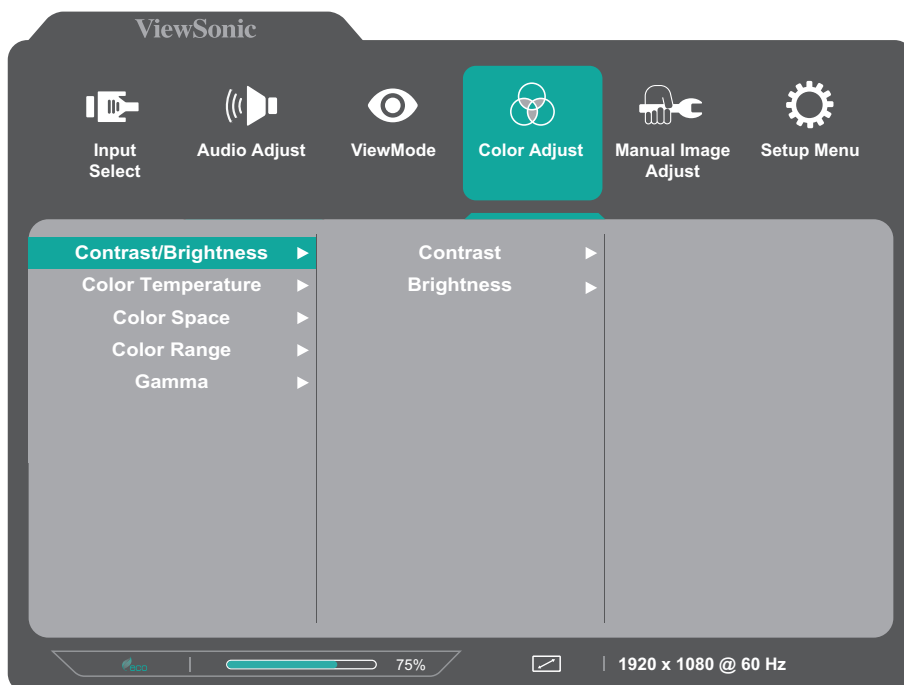 ViewSonic
Input
Select
Audio Adjust
ViewMode
Color Adjust
Manual Image
Adjust
Setup Menu
Contrast/Brightness
Color Temperature
Color Space
Color Range
Gamma
Contrast
Brightness
eco
75%
1920 x 1080 @ 60 Hz